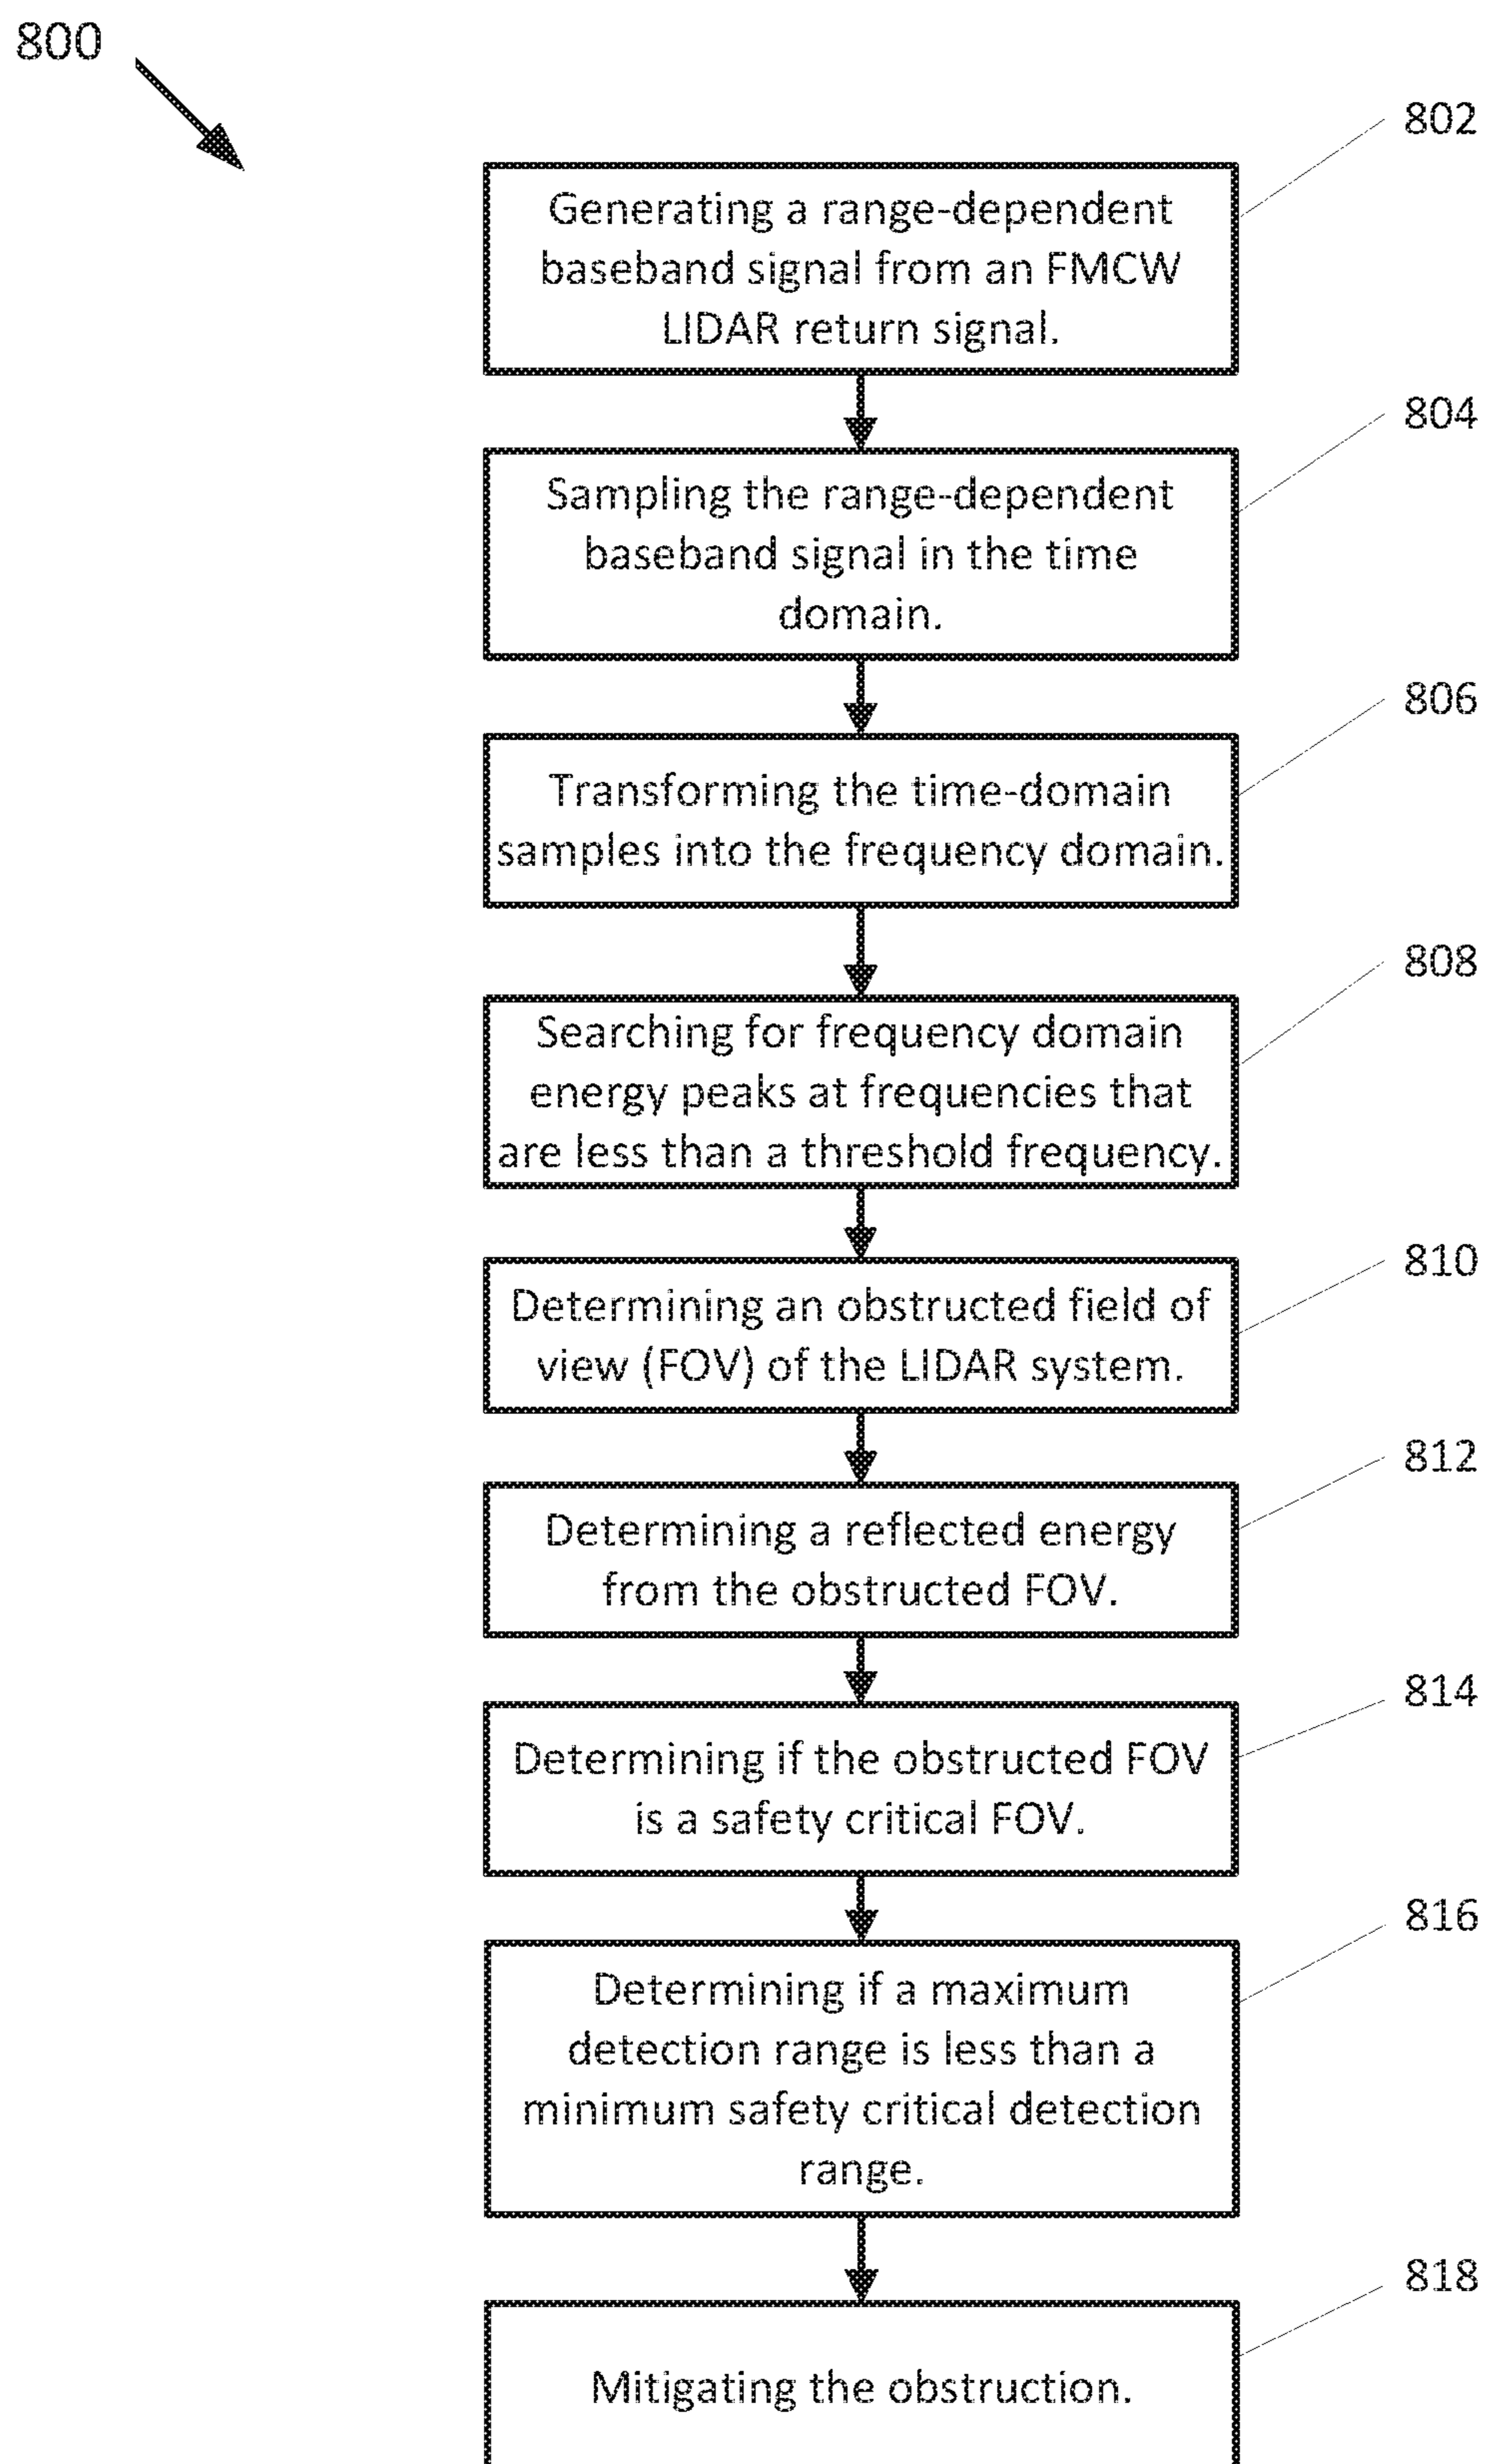 800
802
Generating a range-dependent
baseband signal from an FMCW
LIDAR return signal.
804
Sampling the range-dependent
baseband signal in the time
domain.
806
Transforming the time-domain
samples into the frequency domain.
808
Searching for frequency domain
energy peaks at frequencies that
are less than a threshold frequency.
810
Determining an obstructed field of
view (FOV) of the LIDAR system.
812
Determining a reflected energy
from the obstructed FOV.
814
Determining if the obstructed FOV
is a safety critical FOV.
816
Determining if a maximum
detection range is less than a
minimum safety critical detection
range.
818
Mitigating the obstruction.